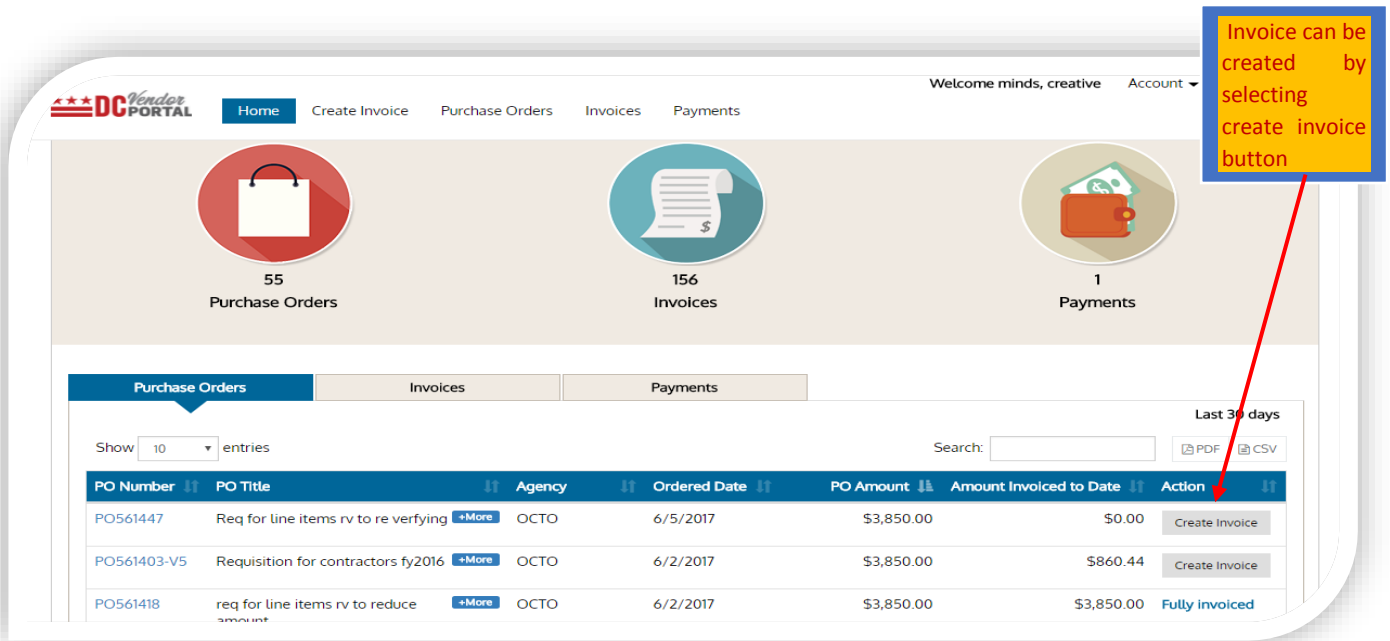 Invoice can be
created by
selecting
create invoice
button
Welcome minds, creative Account
DC Vendor PORTAL
Home Create Invoice Purchase Orders Invoices Payments
$
55
Purchase Orders
156
Invoices
1
Payments
Purchase Orders Invoices Payments
Last 30 days
Show 10 entries Search: PDF CSV
PO Number PO Title Agency Ordered Date PO Amount Amount Invoiced to Date Action
PO561447 Req for line items rv to re verfying +More OCTO 6/5/2017 $3,850.00 $0.00 Create Invoice
PO561403-V5 Requisition for contractors fy2016 +More OCTO 6/2/2017 $3,850.00 $860.44 Create Invoice
PO561418 req for line items rv to reduce +More OCTO 6/2/2017 $3,850.00 $3,850.00 Fully invoiced
amount